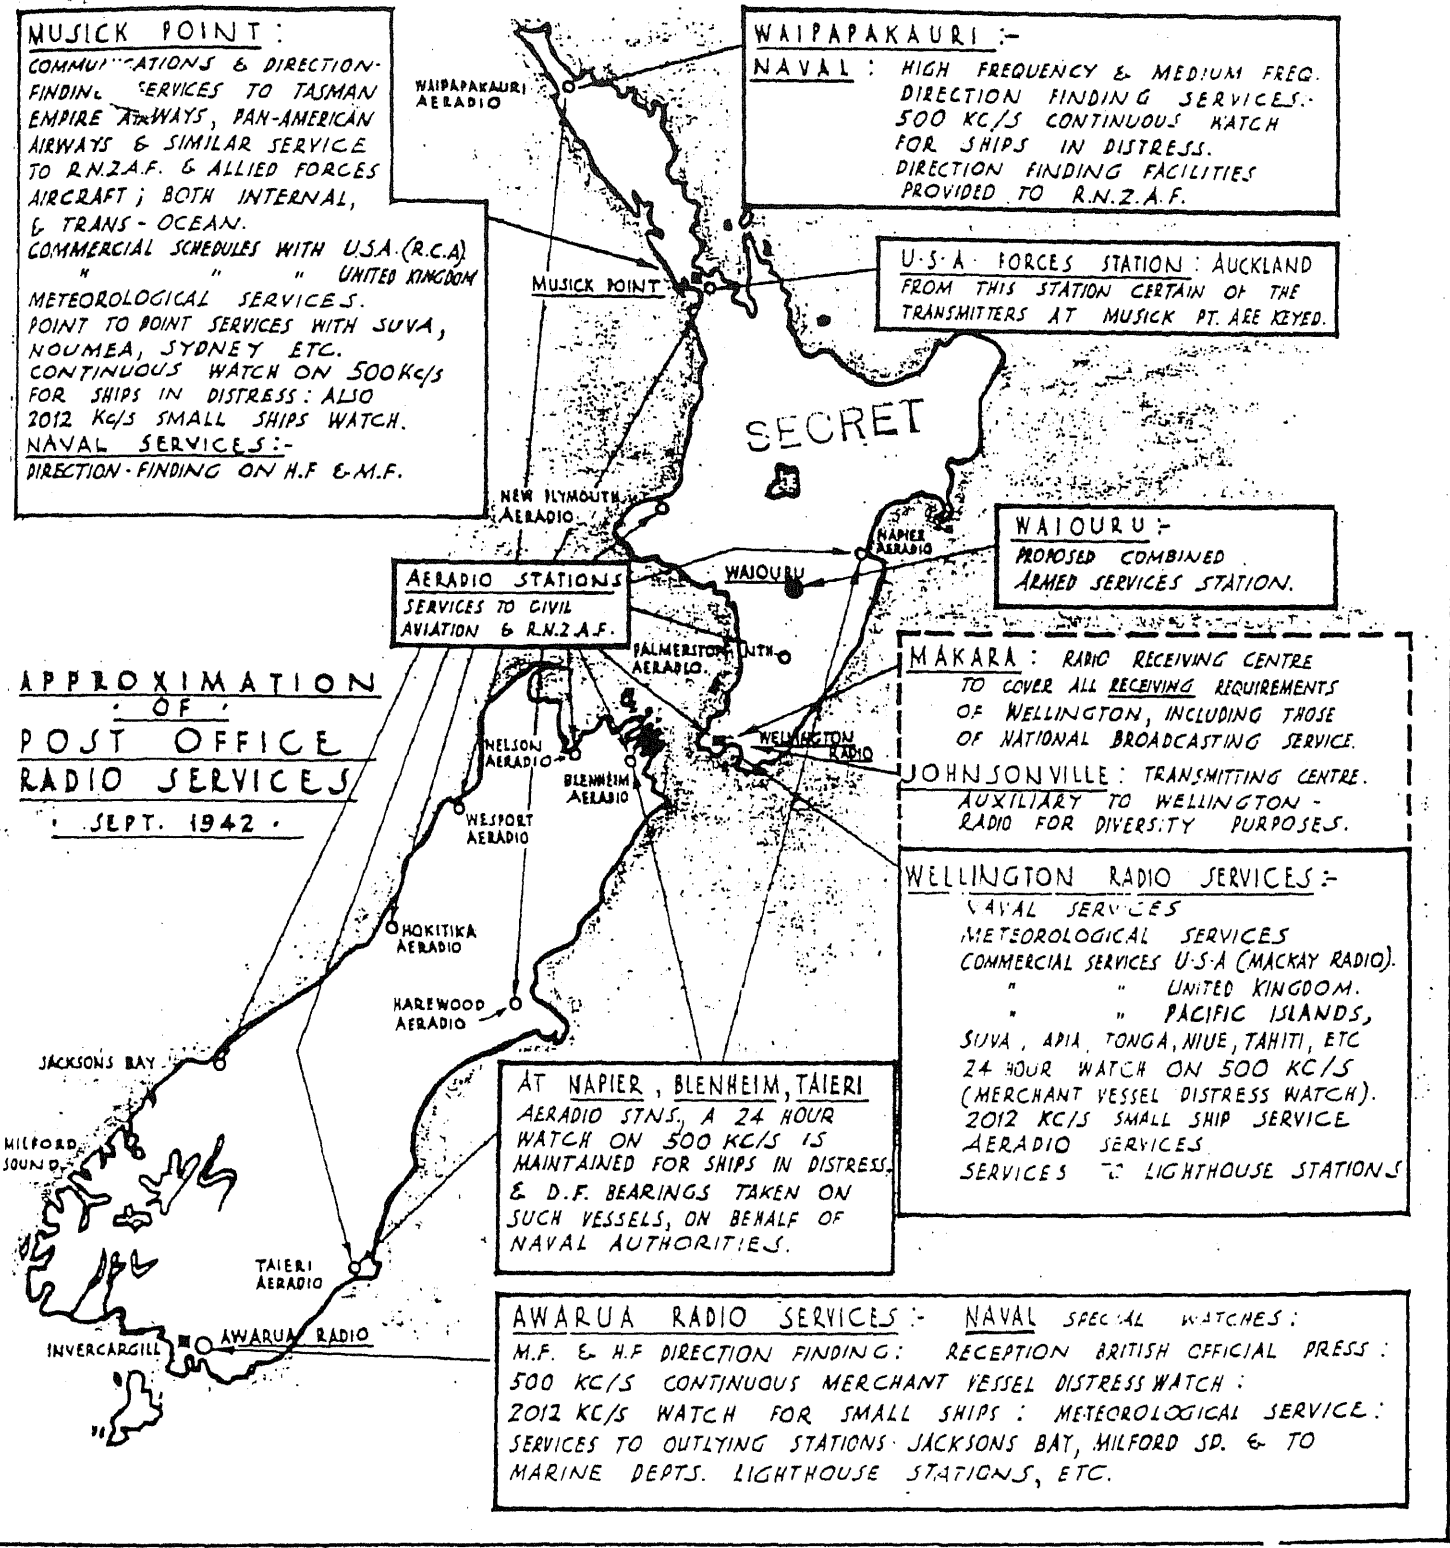 MUSICK POINT :
COMMUNICATIONS & DIRECTION-
FINDING SERVICES TO TASMAN
EMPIRE AIRWAYS, PAN-AMERICAN
AIRWAYS & SIMILAR SERVICE
TO R.N.Z.A.F. & ALLIED FORCES
AIRCRAFT ; BOTH INTERNAL,
& TRANS-OCEAN.
COMMERCIAL SCHEDULES WITH U.S.A. (R.C.A)
" " " UNITED KINGDOM
METEOROLOGICAL SERVICES.
POINT TO POINT SERVICES WITH SUVA,
NOUMEA, SYDNEY ETC.
CONTINUOUS WATCH ON 500 Kc/s
FOR SHIPS IN DISTRESS : ALSO
2012 Kc/s SMALL SHIPS WATCH.
NAVAL SERVICES:-
DIRECTION-FINDING ON H.F & M.F.
WAIPAPAKAURI :-
NAVAL : HIGH FREQUENCY & MEDIUM FREQ.
DIRECTION FINDING SERVICES.-
500 KC/S CONTINUOUS WATCH
FOR SHIPS IN DISTRESS.
DIRECTION FINDING FACILITIES
PROVIDED TO R.N.Z.A.F.
WAIPAPAKAURI
AERADIO
U.S.A. FORCES STATION : AUCKLAND
FROM THIS STATION CERTAIN OF THE
TRANSMITTERS AT MUSICK PT. ARE KEYED.
MUSICK POINT
SECRET
NEW PLYMOUTH
AERADIO
NAPIER
AERADIO
WAIOURU :-
PROPOSED COMBINED
ARMED SERVICES STATION.
WAIOURU
AERADIO STATIONS
SERVICES TO CIVIL
AVIATION & R.N.Z.A.F.
PALMERSTON NTH
AERADIO.
APPROXIMATION
OF
POST OFFICE
RADIO SERVICES
SEPT. 1942
MAKARA : RADIO RECEIVING CENTRE
TO COVER ALL RECEIVING REQUIREMENTS
OF WELLINGTON, INCLUDING THOSE
OF NATIONAL BROADCASTING SERVICE.
JOHNSONVILLE : TRANSMITTING CENTRE.
AUXILIARY TO WELLINGTON-
RADIO FOR DIVERSITY PURPOSES.
WELLINGTON
RADIO
NELSON
AERADIO
BLENHEIM
AERADIO
WESPORT
AERADIO
HOKITIKA
AERADIO
HAREWOOD
AERADIO
JACKSONS BAY
MILFORD
SOUND
WELLINGTON RADIO SERVICES :-
NAVAL SERVICES
METEOROLOGICAL SERVICES
COMMERCIAL SERVICES U.S.A (MACKAY RADIO).
" " UNITED KINGDOM.
" " PACIFIC ISLANDS,
SUVA, APIA, TONGA, NIUE, TAHITI, ETC
24 HOUR WATCH ON 500 KC/S
(MERCHANT VESSEL DISTRESS WATCH).
2012 KC/S SMALL SHIP SERVICE
AERADIO SERVICES
SERVICES TO LIGHTHOUSE STATIONS
AT NAPIER, BLENHEIM, TAIERI
AERADIO STNS., A 24 HOUR
WATCH ON 500 KC/S IS
MAINTAINED FOR SHIPS IN DISTRESS.
& D.F. BEARINGS TAKEN ON
SUCH VESSELS, ON BEHALF OF
NAVAL AUTHORITIES.
TAIERI
AERADIO
INVERCARGILL
AWARUA RADIO
AWARUA RADIO SERVICES :- NAVAL SPECIAL WATCHES :
M.F. & H.F DIRECTION FINDING : RECEPTION BRITISH OFFICIAL PRESS :
500 KC/S CONTINUOUS MERCHANT VESSEL DISTRESS WATCH :
2012 KC/S WATCH FOR SMALL SHIPS : METEOROLOGICAL SERVICE :
SERVICES TO OUTLYING STATIONS · JACKSONS BAY, MILFORD SD. & TO
MARINE DEPTS. LIGHTHOUSE STATIONS, ETC.